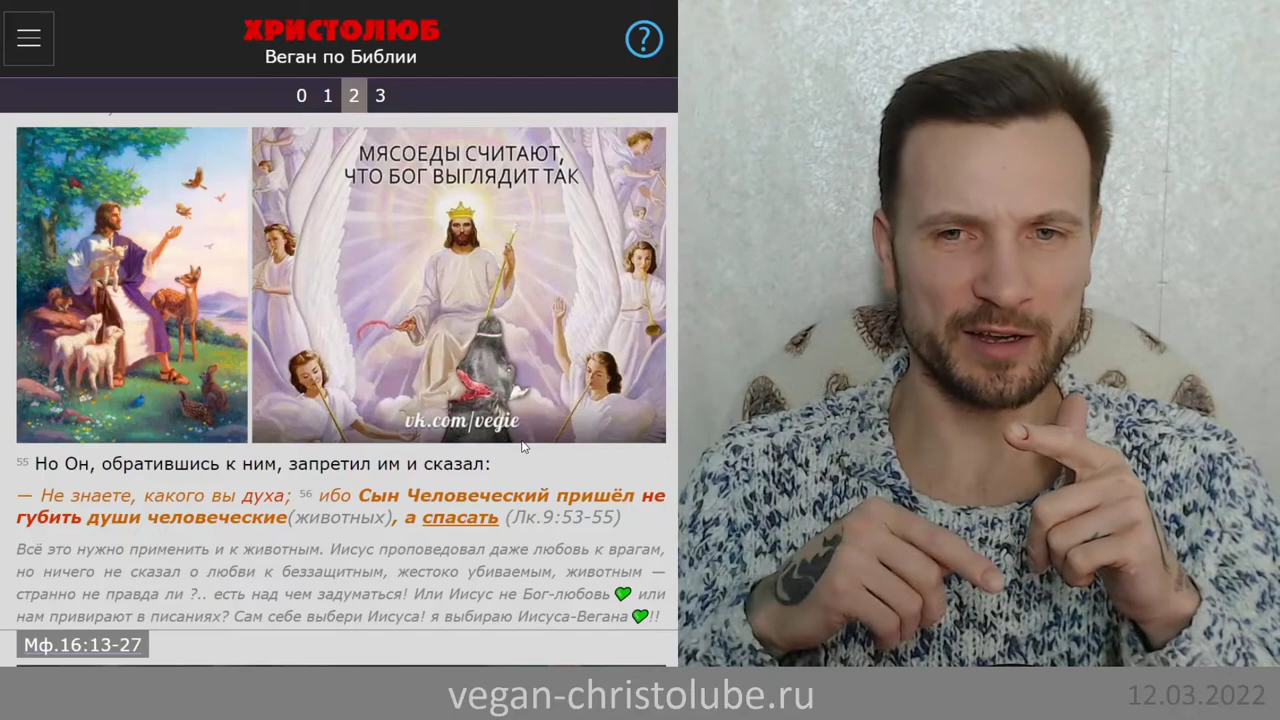 ХРИСТОЛЮБ
Веган по Библии
?
0 1 2 3
МЯСОЕДЫ СЧИТАЮТ,
ЧТО БОГ ВЫГЛЯДИТ ТАК
vk.com/vegie
55 Но Он, обратившись к ним, запретил им и сказал:
— Не знаете, какого вы духа; 56 ибо Сын Человеческий пришёл не
губить души человеческие(животных), а спасать (Лк.9:53-55)
Всё это нужно применить и к животным. Иисус проповедовал даже любовь к врагам,
но ничего не сказал о любви к беззащитным, жестоко убиваемым, животным —
странно не правда ли ?.. есть над чем задуматься! Или Иисус не Бог-любовь 💚 или
нам привирают в писаниях? Сам себе выбери Иисуса! я выбираю Иисуса-Вегана 💚!!
Мф.16:13-27
vegan-christolube.ru
12.03.2022